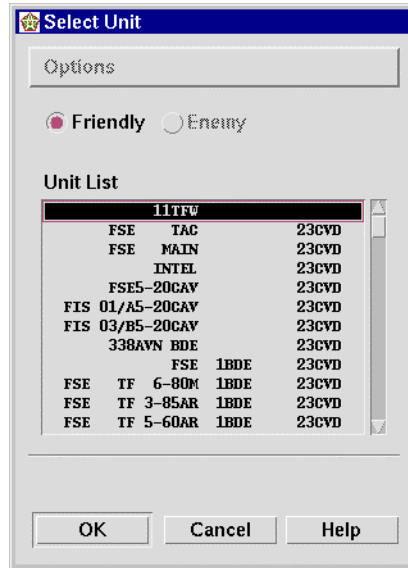 Select Unit
Options
Friendly Enemy
Unit List
11TFW
FSE TAC 23CVD
FSE MAIN 23CVD
INTEL 23CVD
FSE5-20CAV 23CVD
FIS 01/A5-20CAV 23CVD
FIS 03/B5-20CAV 23CVD
338AVN BDE 23CVD
FSE 1BDE 23CVD
FSE TF 6-80M 1BDE 23CVD
FSE TF 3-85AR 1BDE 23CVD
FSE TF 5-60AR 1BDE 23CVD
OK Cancel Help